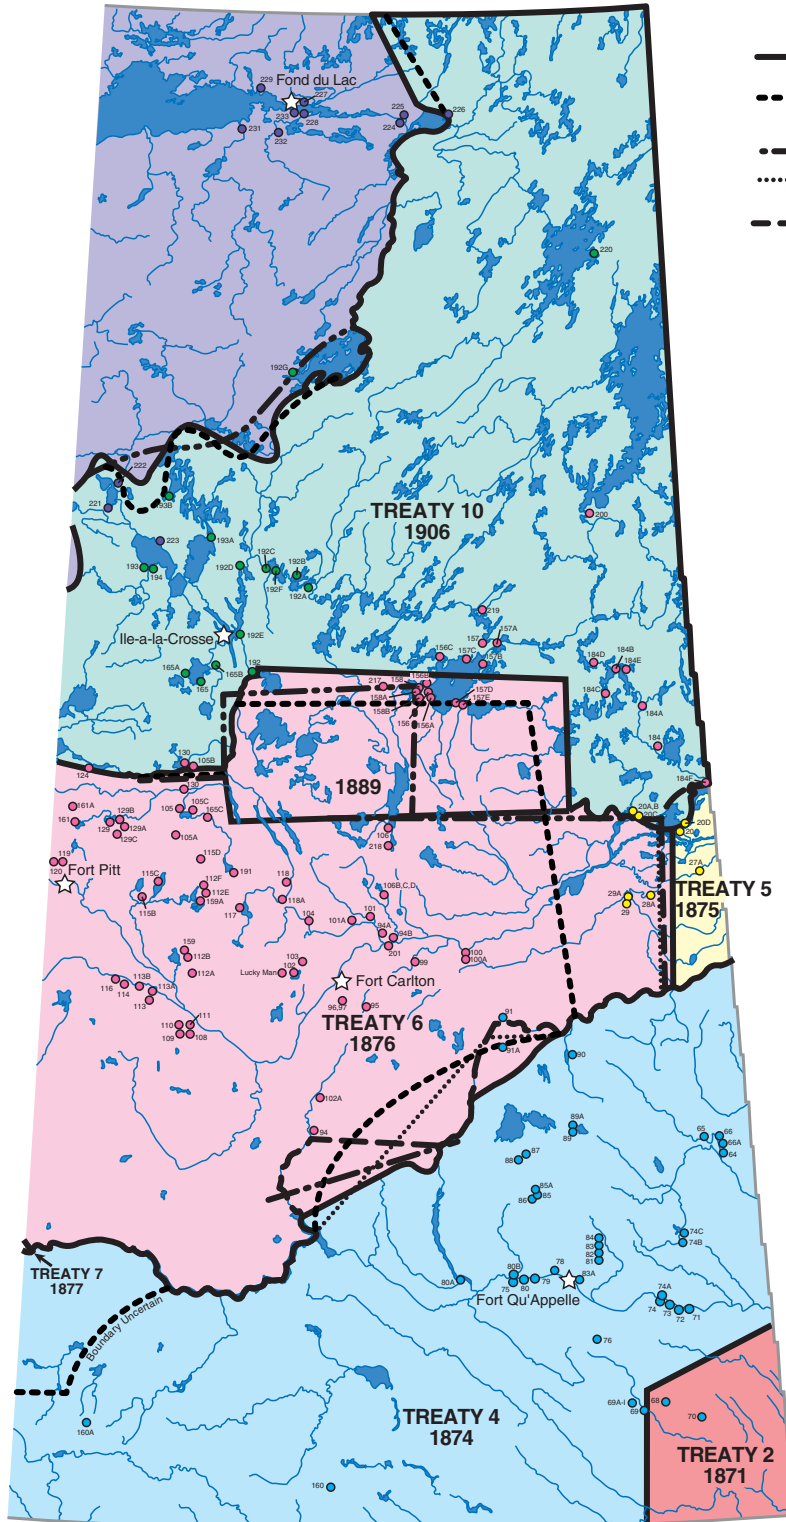 229
Fond du Lac
227
233
228
225
224
226
231
232
220
192G
222
221
193B
TREATY 10
1906
200
223
193A
193
194
192D
192C
192F
192B
192A
219
157
157A
156C
157C
157B
Ile-a-la-Crosse
192E
184D
184B
184E
184C
184A
165A
165B
165
192
217
158
156B
158A
158B
156
156A
157D
157E
184
184F
130
105B
124
1889
130
161A
161
129B
129
129A
129C
105
105C
165C
105A
106
218
20A,B
20C
20D
20
119
120
Fort Pitt
115D
115C
115B
191
112F
112E
159A
117
118
118A
104
106B,C,D
101A
101
94A
94B
201
27A
29A
29
28A
TREATY 5
1875
159
112B
112A
103
102
Lucky Man
99
100
100A
Fort Carlton
116
114
113B
113A
113
96,97
95
TREATY 6
1876
110
111
109
108
91
91A
90
102A
94
89A
89
65
66
66A
64
88
87
85A
85
86
84
83
82
81
74C
74B
TREATY 7
1877
Boundary Uncertain
80A
80B
75
80
79
78
83A
Fort Qu'Appelle
74A
74
73
72
71
76
69A-I
69
68
70
160A
TREATY 4
1874
TREATY 2
1871
160